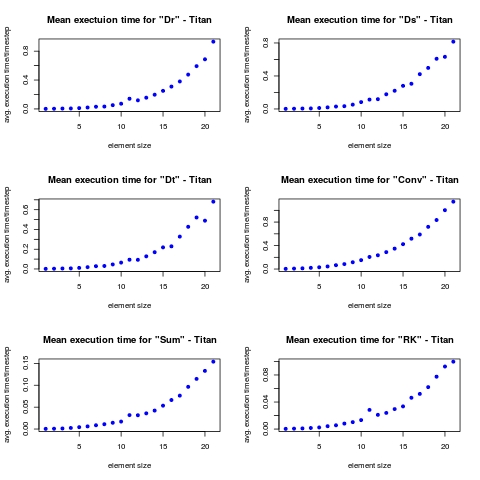 Mean exectuion time for "Dr" - Titan
avg. execution time/timestep
0.0 0.4 0.8
5 10 15 20
element size
Mean execution time for "Ds" - Titan
avg. execution time/timestep
0.0 0.4 0.8
5 10 15 20
element size
Mean execution time for "Dt" - Titan
avg. execution time/timestep
0.0 0.2 0.4 0.6
5 10 15 20
element size
Mean execution time for "Conv" - Titan
avg. execution time/timestep
0.0 0.4 0.8
5 10 15 20
element size
Mean execution time for "Sum" - Titan
avg. execution time/timestep
0.00 0.05 0.10 0.15
5 10 15 20
element size
Mean execution time for "RK" - Titan
avg. execution time/timestep
0.00 0.04 0.08
5 10 15 20
element size